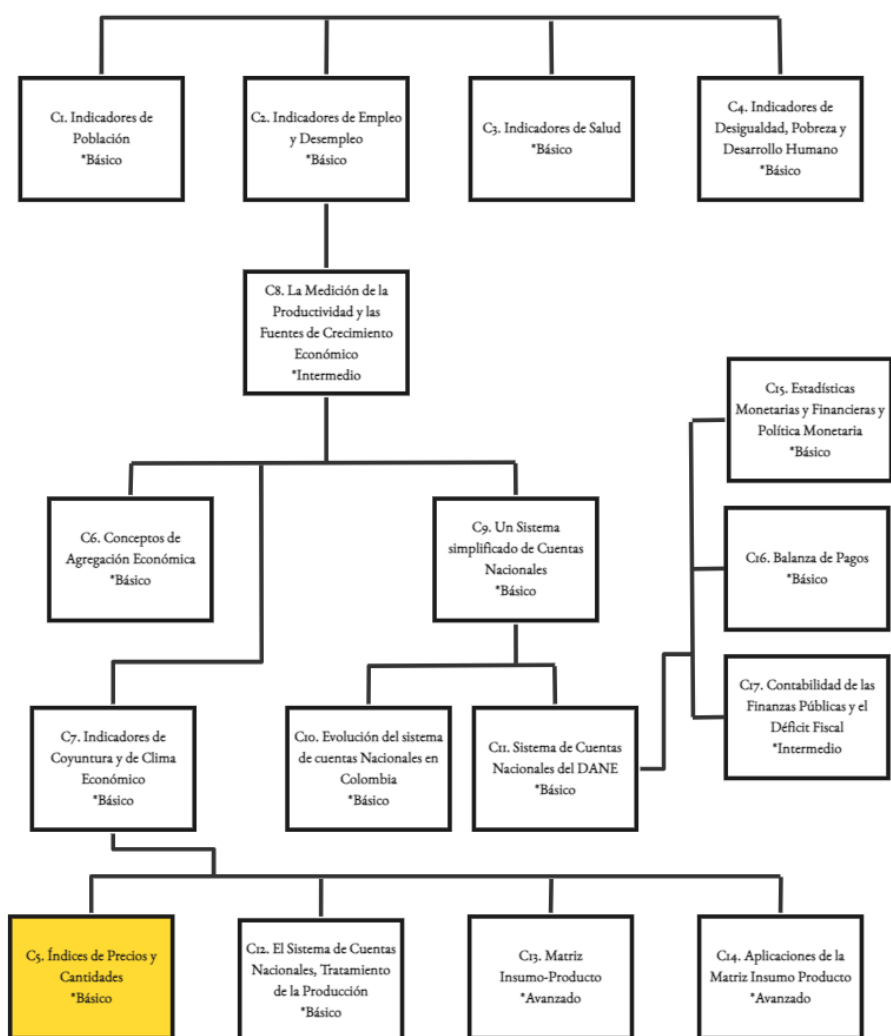 C1. Indicadores de
Población
*Básico
C2. Indicadores de Empleo
y Desempleo
*Básico
C3. Indicadores de Salud
*Básico
C4. Indicadores de
Desigualdad, Pobreza y
Desarrollo Humano
*Básico
C8. La Medición de la
Productividad y las
Fuentes de Crecimiento
Económico
*Intermedio
C15. Estadísticas
Monetarias y Financieras y
Política Monetaria
*Básico
C6. Conceptos de
Agregación Económica
*Básico
C9. Un Sistema
simplificado de Cuentas
Nacionales
*Básico
C16. Balanza de Pagos
*Básico
C17. Contabilidad de las
Finanzas Públicas y el
Déficit Fiscal
*Intermedio
C7. Indicadores de
Coyuntura y de Clima
Económico
*Básico
C10. Evolución del sistema
de cuentas Nacionales en
Colombia
*Básico
C11. Sistema de Cuentas
Nacionales del DANE
*Básico
C5. Índices de Precios y
Cantidades
*Básico
C12. El Sistema de Cuentas
Nacionales, Tratamiento
de la Producción
*Básico
C13. Matriz
Insumo-Producto
*Avanzado
C14. Aplicaciones de la
Matriz Insumo Producto
*Avanzado